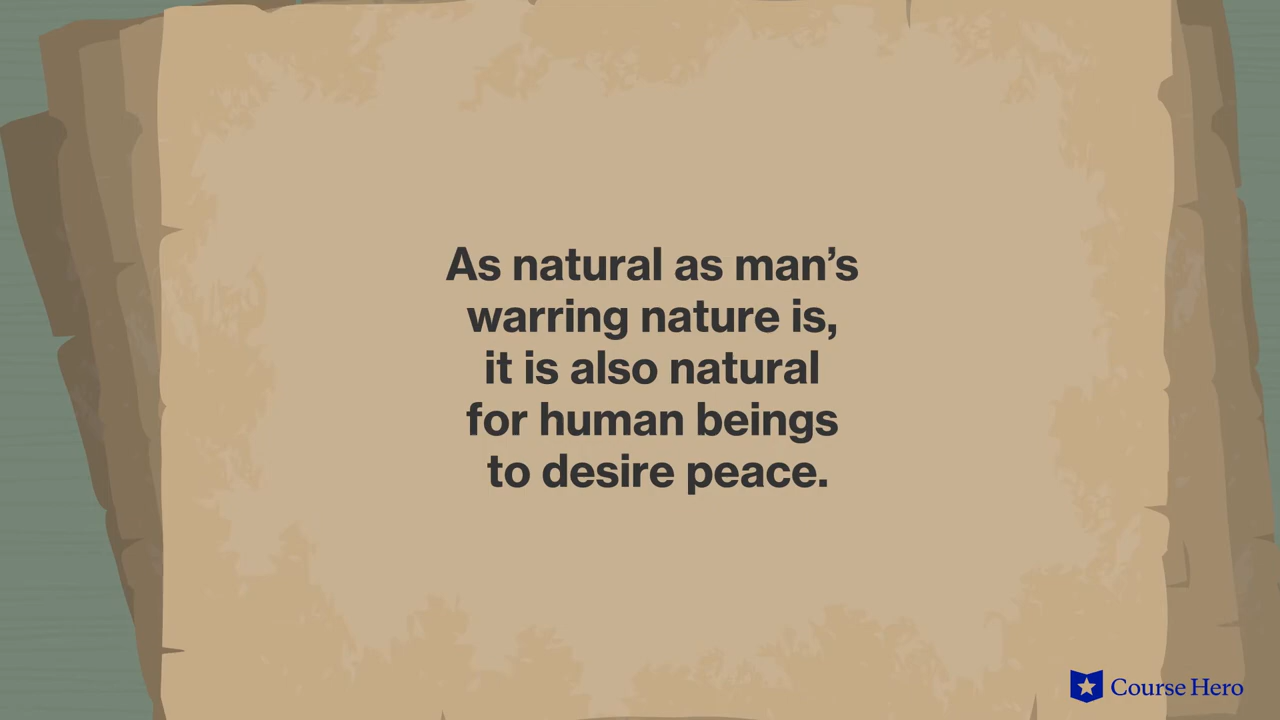 As natural as man’s
warring nature is,
it is also natural
for human beings
to desire peace.
Course Hero